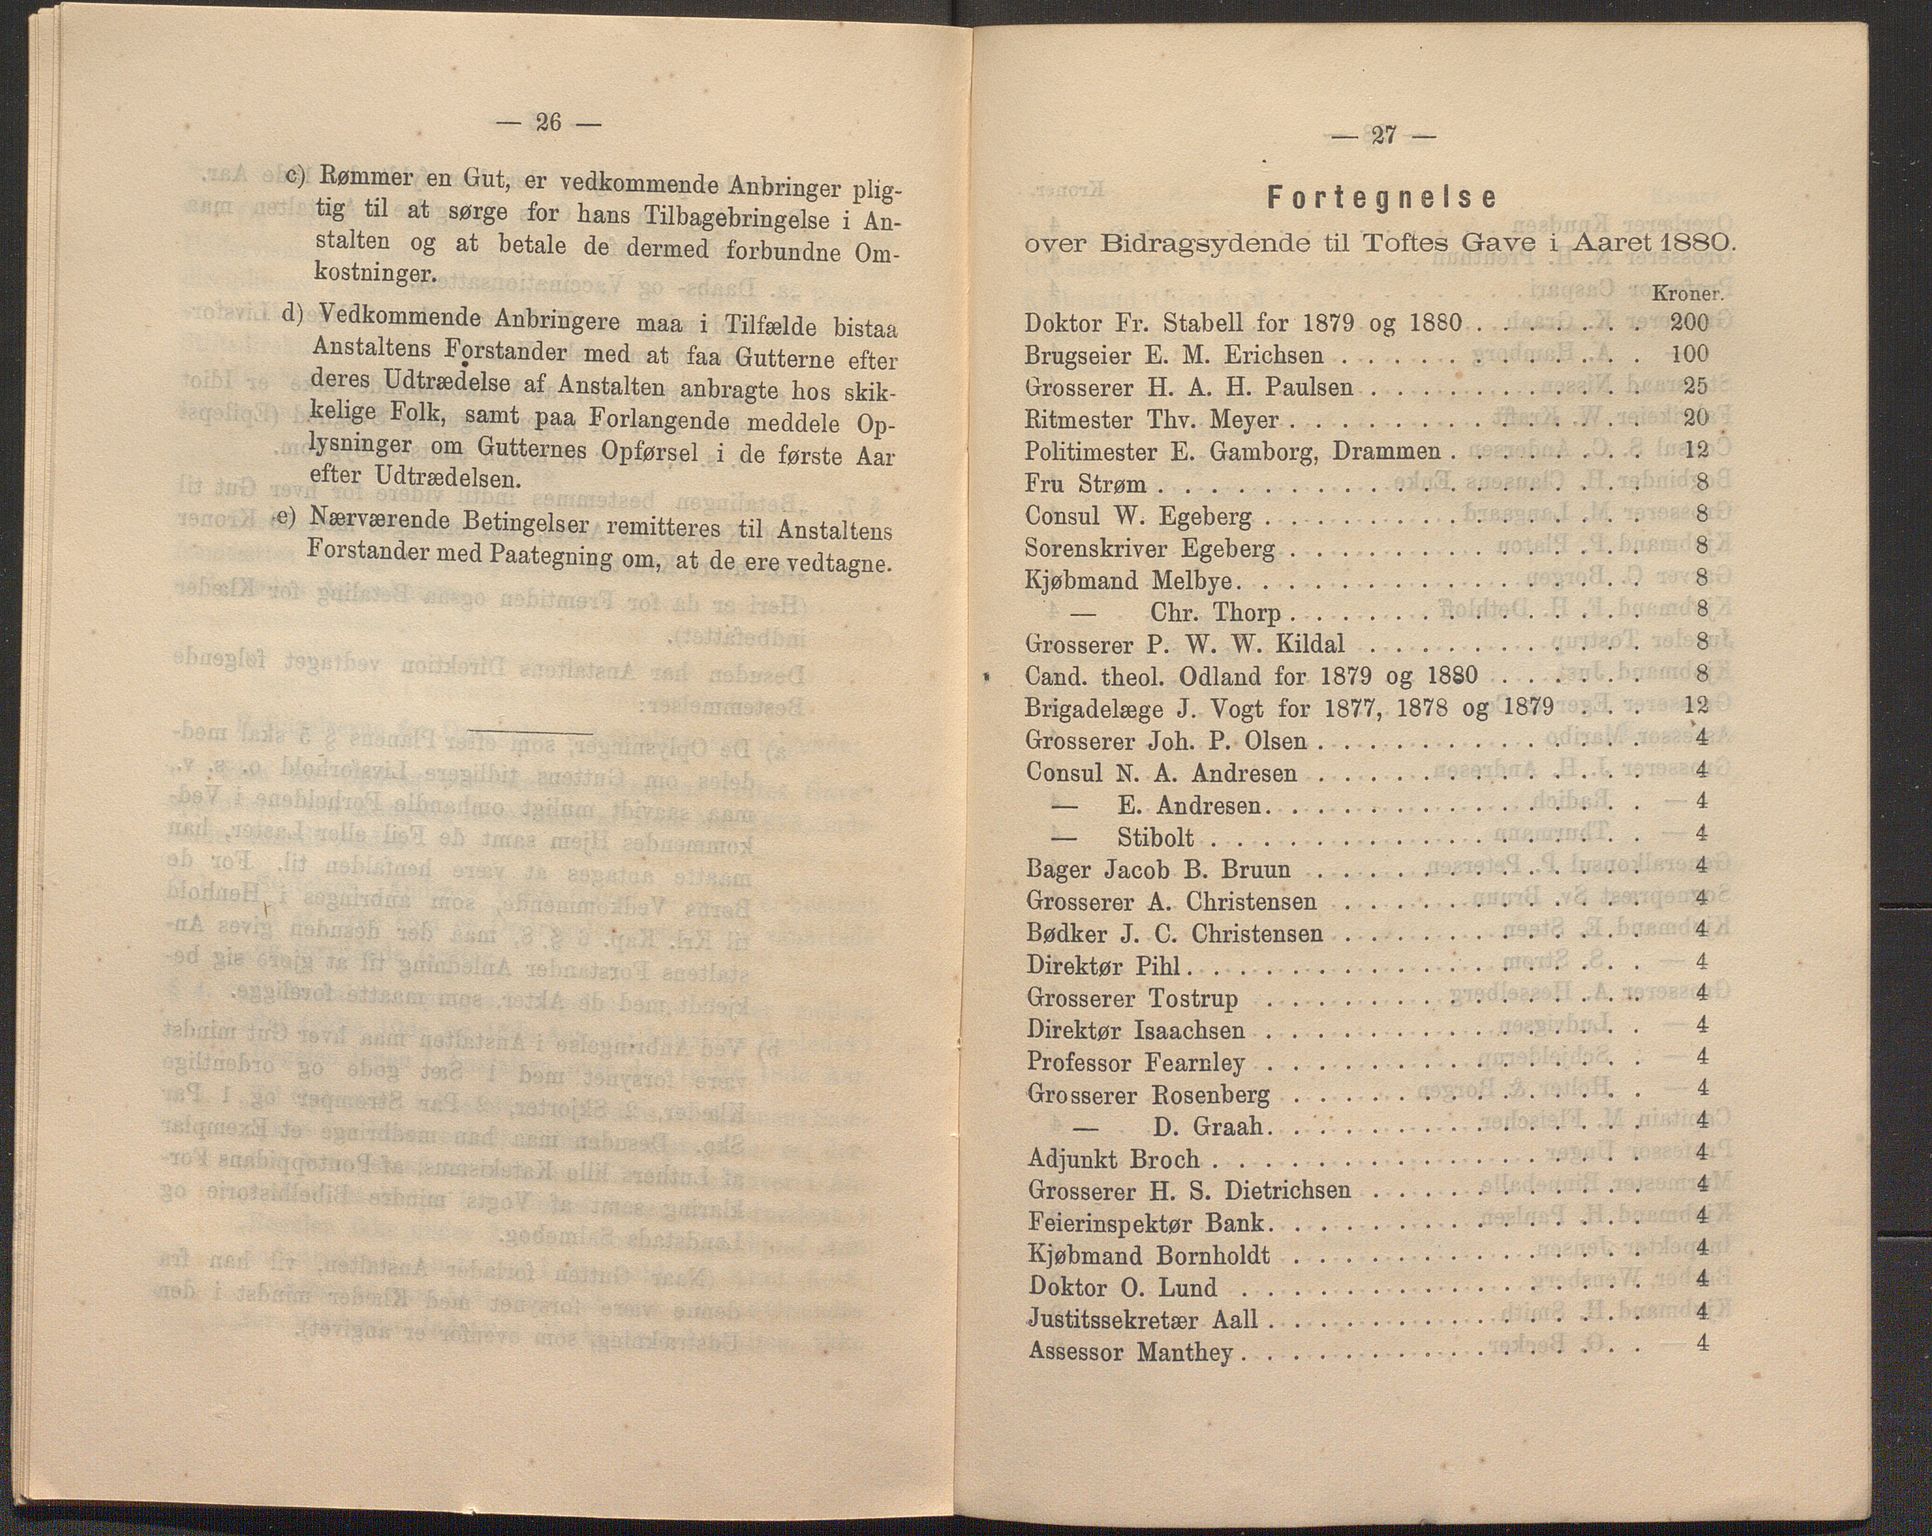 — 26 —
c) Rømmer en Gut, er vedkommende Anbringer plig-
tig til at sørge for hans Tilbagebringelse i An-
stalten og at betale de dermed forbundne Om-
kostninger.
d) Vedkommende Anbringere maa i Tilfælde bistaa
Anstaltens Forstander med at faa Gutterne efter
deres Udtrædelse af Anstalten anbragte hos skik-
kelige Folk, samt paa Forlangende meddele Op-
lysninger om Gutternes Opførsel i de første Aar
efter Udtrædelsen.
e) Nærværende Betingelser remitteres til Anstaltens
Forstander med Paategning om, at de ere vedtagne.
— 27 —
Fortegnelse
over Bidragsydende til Toftes Gave i Aaret 1880.
Kroner.
Doktor Fr. Stabell for 1879 og 1880 . . . . . . . 200
Brugseier E. M. Erichsen . . . . . . . . . . . . 100
Grosserer H. A. H. Paulsen . . . . . . . . . . . 25
Ritmester Thv. Meyer . . . . . . . . . . . . . . 20
Politimester E. Gamborg, Drammen . . . . . . . . 12
Fru Strøm . . . . . . . . . . . . . . . . . . . 8
Consul W. Egeberg . . . . . . . . . . . . . . . 8
Sorenskriver Egeberg . . . . . . . . . . . . . . 8
Kjøbmand Melbye . . . . . . . . . . . . . . . . 8
— Chr. Thorp . . . . . . . . . . . . . . 8
Grosserer P. W. W. Kildal . . . . . . . . . . . 8
Cand. theol. Odland for 1879 og 1880 . . . . . . 8
Brigadelæge J. Vogt for 1877, 1878 og 1879 . . . 12
Grosserer Joh. P. Olsen . . . . . . . . . . . . 4
Consul N. A. Andresen . . . . . . . . . . . . . 4
— E. Andresen . . . . . . . . . . . . . . 4
— Stibolt . . . . . . . . . . . . . . . . 4
Bager Jacob B. Bruun . . . . . . . . . . . . . 4
Grosserer A. Christensen . . . . . . . . . . . . 4
Bødker J. C. Christensen . . . . . . . . . . . . 4
Direktør Pihl . . . . . . . . . . . . . . . . . 4
Grosserer Tostrup . . . . . . . . . . . . . . . 4
Direktør Isaachsen . . . . . . . . . . . . . . . 4
Professor Fearnley . . . . . . . . . . . . . . . 4
Grosserer Rosenberg . . . . . . . . . . . . . . 4
— D. Graah . . . . . . . . . . . . . . 4
Adjunkt Broch . . . . . . . . . . . . . . . . . 4
Grosserer H. S. Dietrichsen . . . . . . . . . . 4
Feierinspektør Bank . . . . . . . . . . . . . . 4
Kjøbmand Bornholdt . . . . . . . . . . . . . . 4
Doktor O. Lund . . . . . . . . . . . . . . . . 4
Justitssekretær Aall . . . . . . . . . . . . . . 4
Assessor Manthey . . . . . . . . . . . . . . . 4